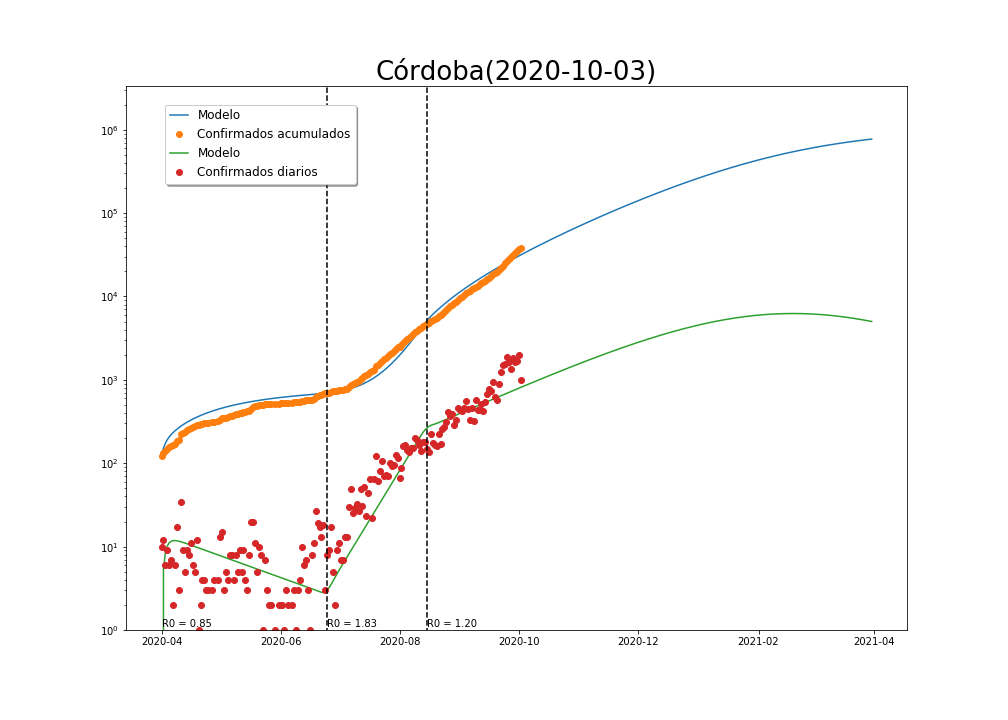 Córdoba(2020-10-03)
Modelo
Confirmados acumulados
Modelo
Confirmados diarios
10⁶
10⁵
10⁴
10³
10²
10¹
10⁰
R0 = 0.85
R0 = 1.83
R0 = 1.20
2020-04
2020-06
2020-08
2020-10
2020-12
2021-02
2021-04